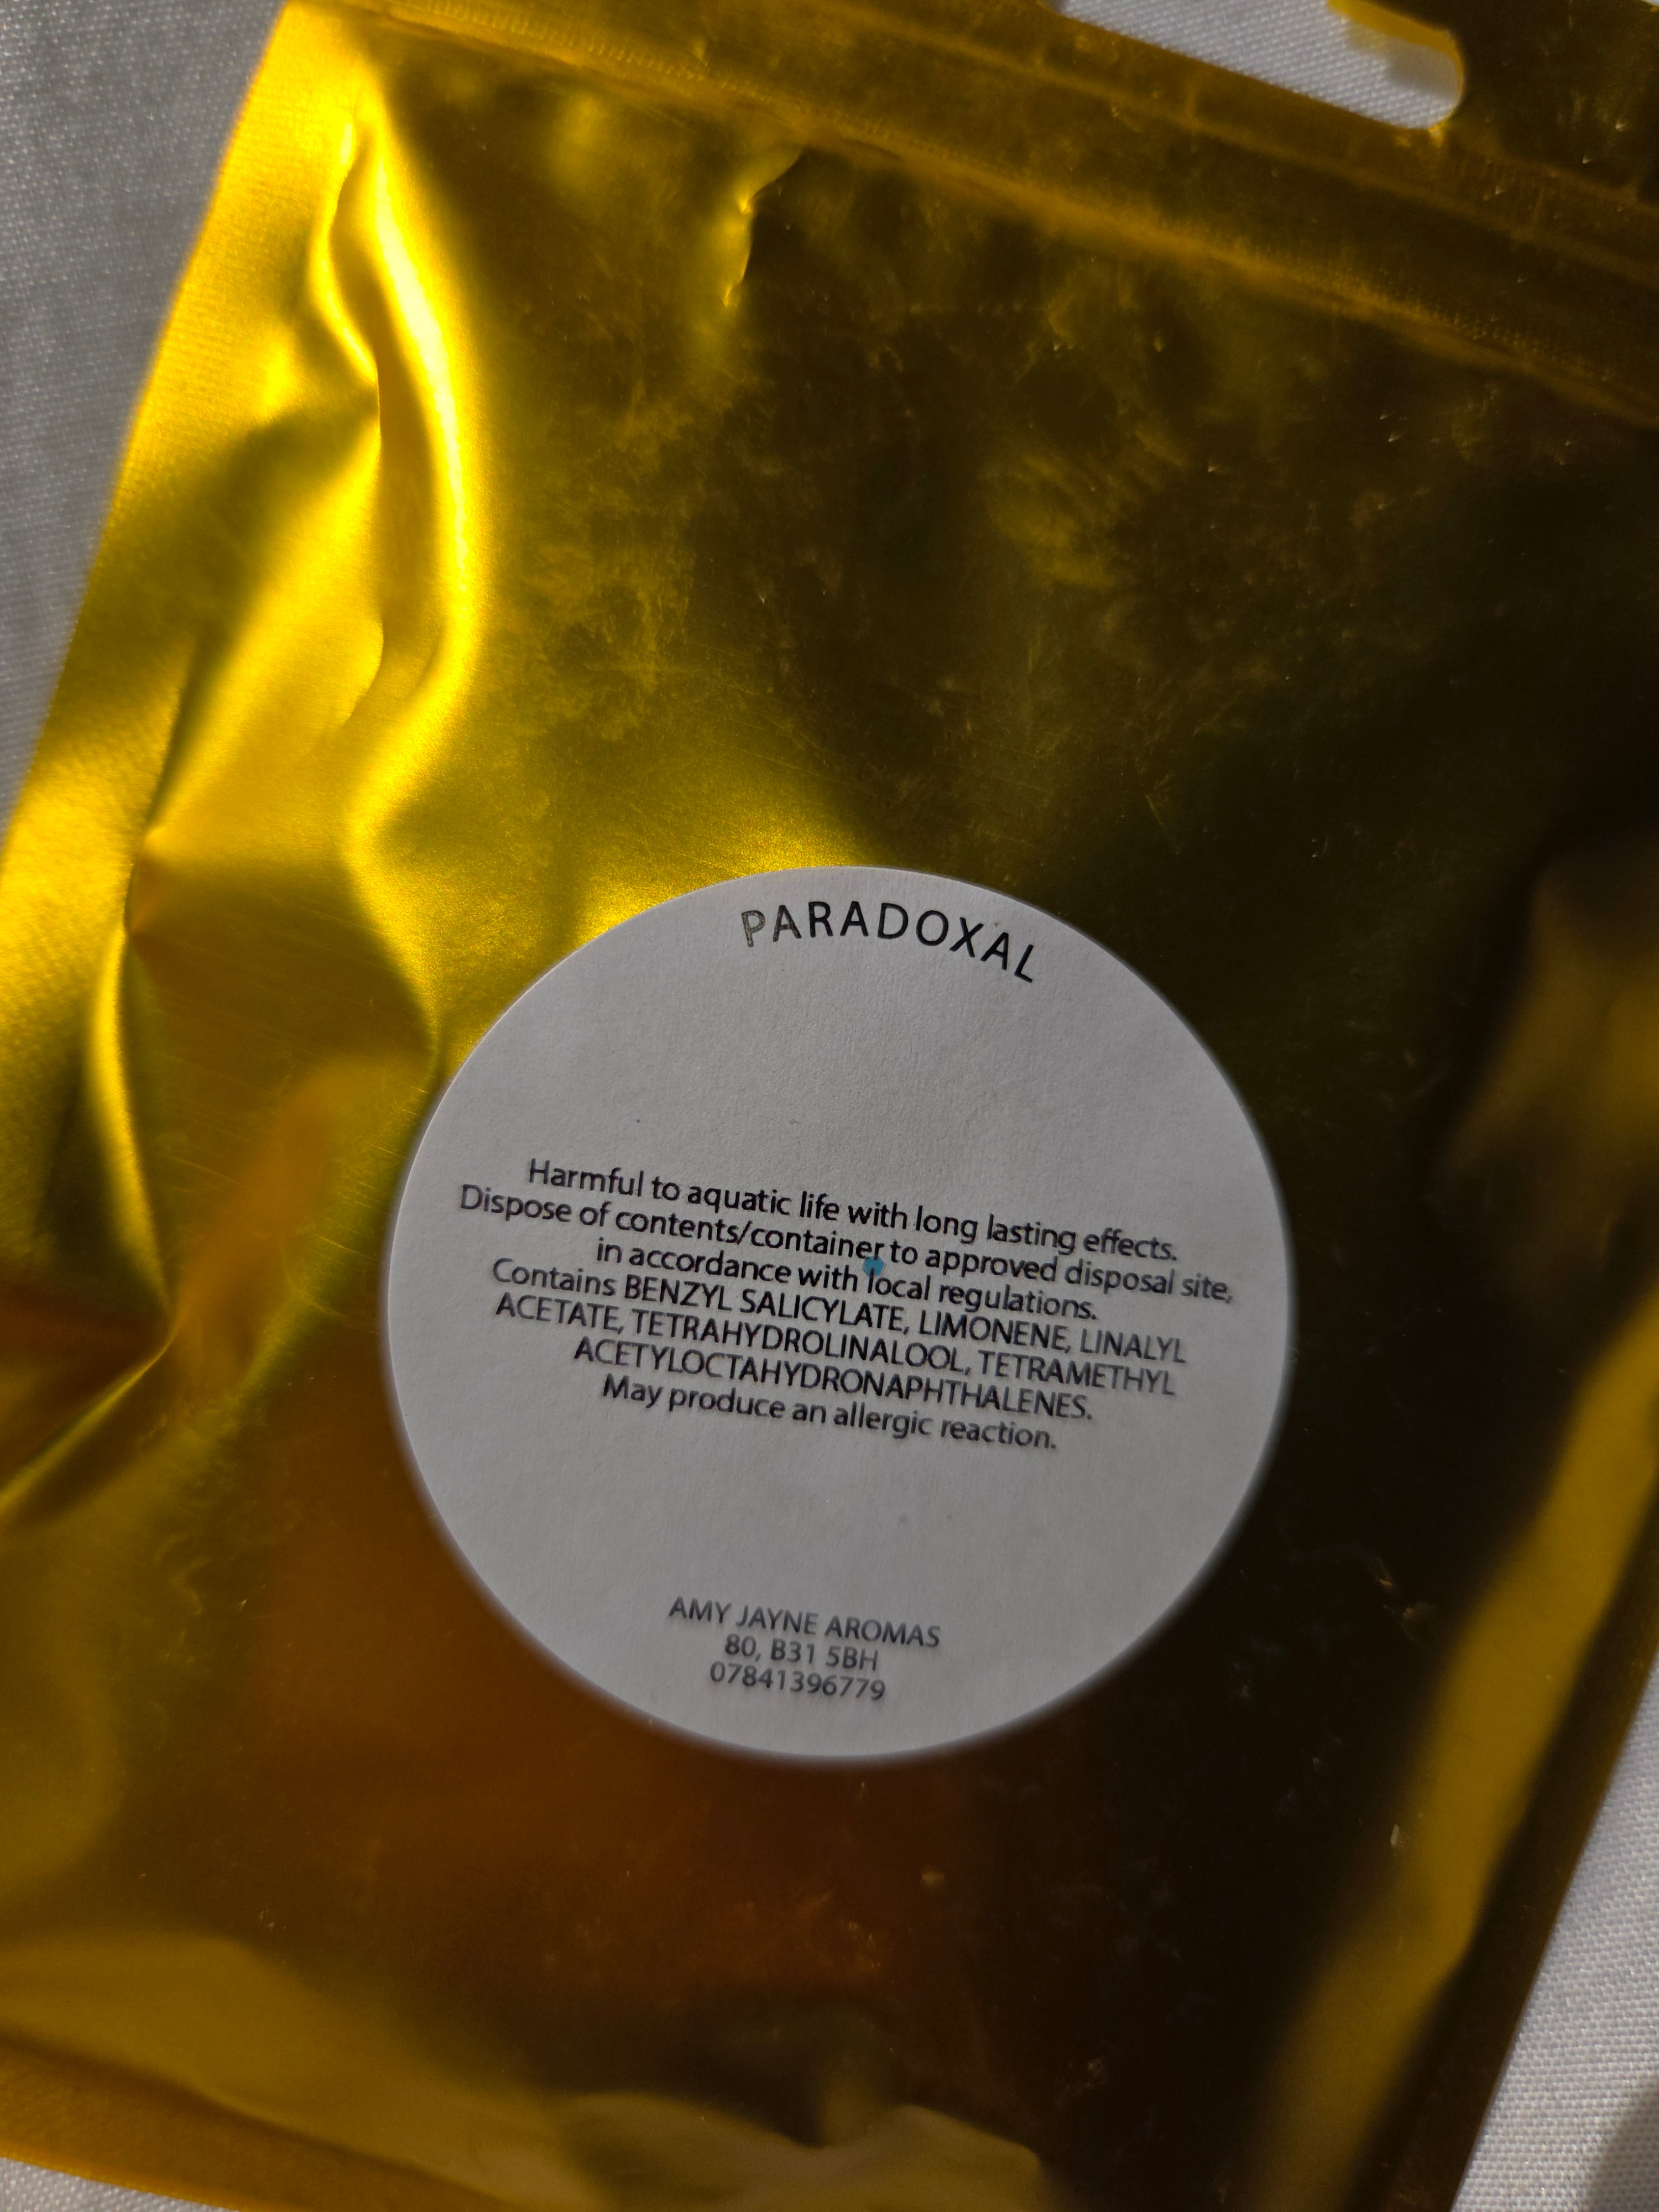 PARADOXAL
Harmful to aquatic life with long lasting effects.
Dispose of contents/container to approved disposal site,
in accordance with local regulations.
Contains BENZYL SALICYLATE, LIMONENE, LINALYL
ACETATE, TETRAHYDROLINALOOL, TETRAMETHYL
ACETYLOCTAHYDRONAPHTHALENES.
May produce an allergic reaction.
AMY JAYNE AROMAS
80, B31 5BH
07841396779